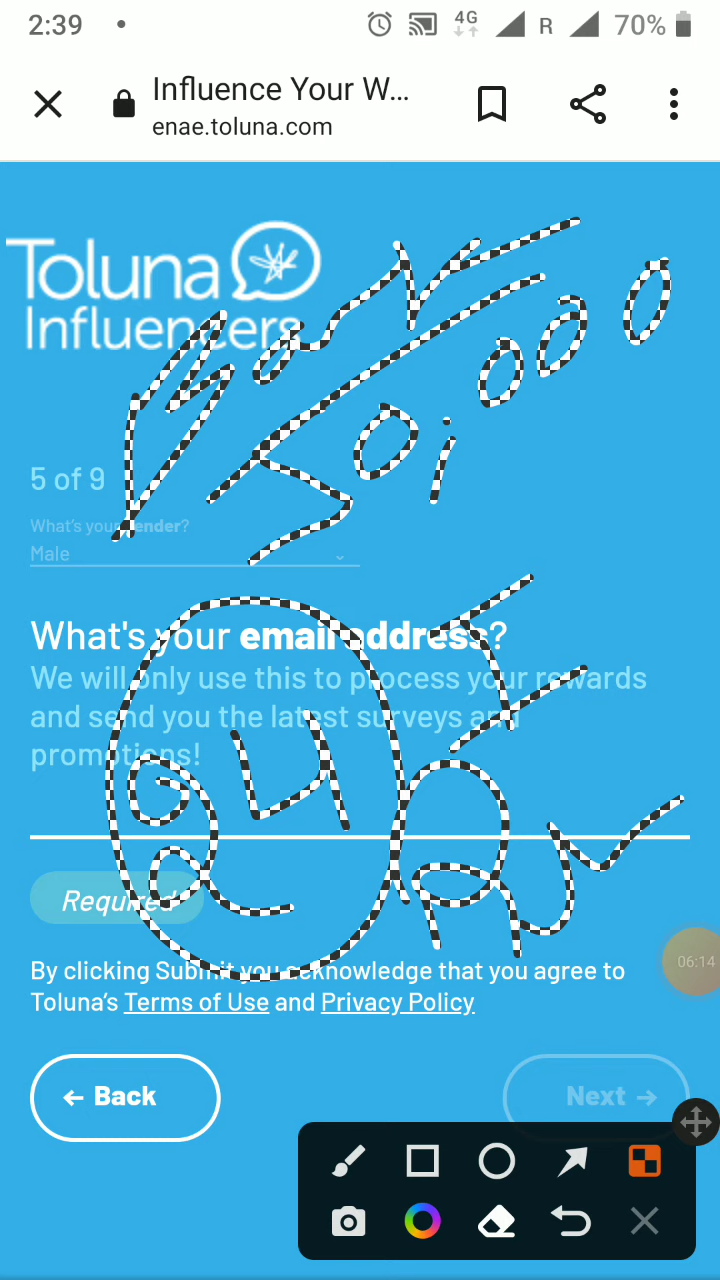 2:39
4G R 70%
Influence Your W...
enae.toluna.com
Toluna
Influencers
50,000
5 of 9
What's your gender?
Male
What's your email address?
We will only use this to process your rewards
and send you the latest surveys and
promotions!
24
Required
By clicking Submit you acknowledge that you agree to
Toluna's Terms of Use and Privacy Policy
06:14
← Back
Next →